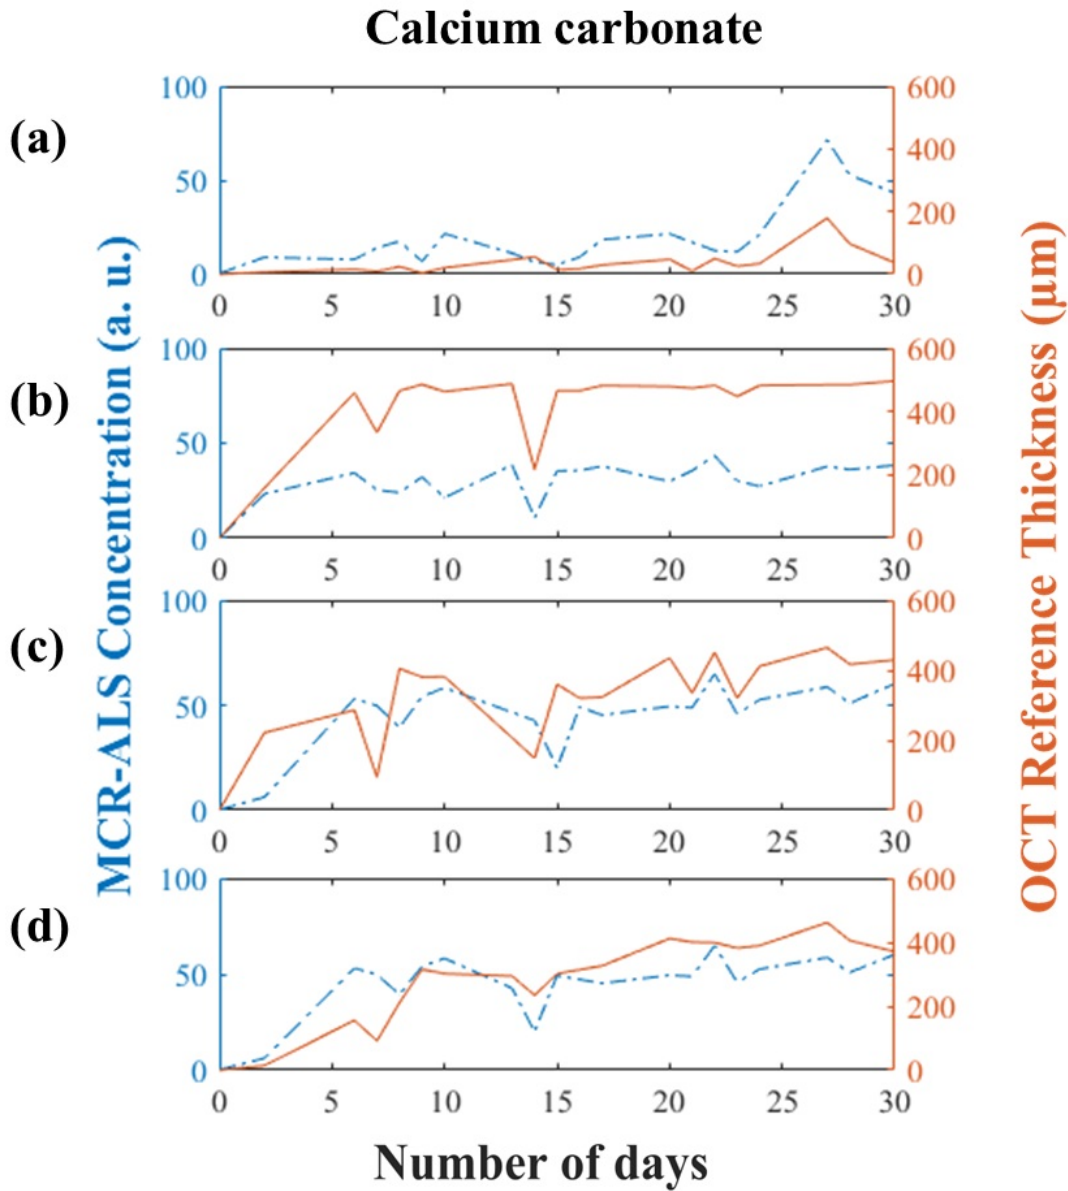 Calcium carbonate
(a)
100
50
0
600
400
200
0
0 5 10 15 20 25 30
(b)
100
50
0
600
400
200
0
0 5 10 15 20 25 30
(c)
100
50
0
600
400
200
0
0 5 10 15 20 25 30
(d)
100
50
0
600
400
200
0
0 5 10 15 20 25 30
MCR-ALS Concentration (a. u.)
OCT Reference Thickness (μm)
Number of days